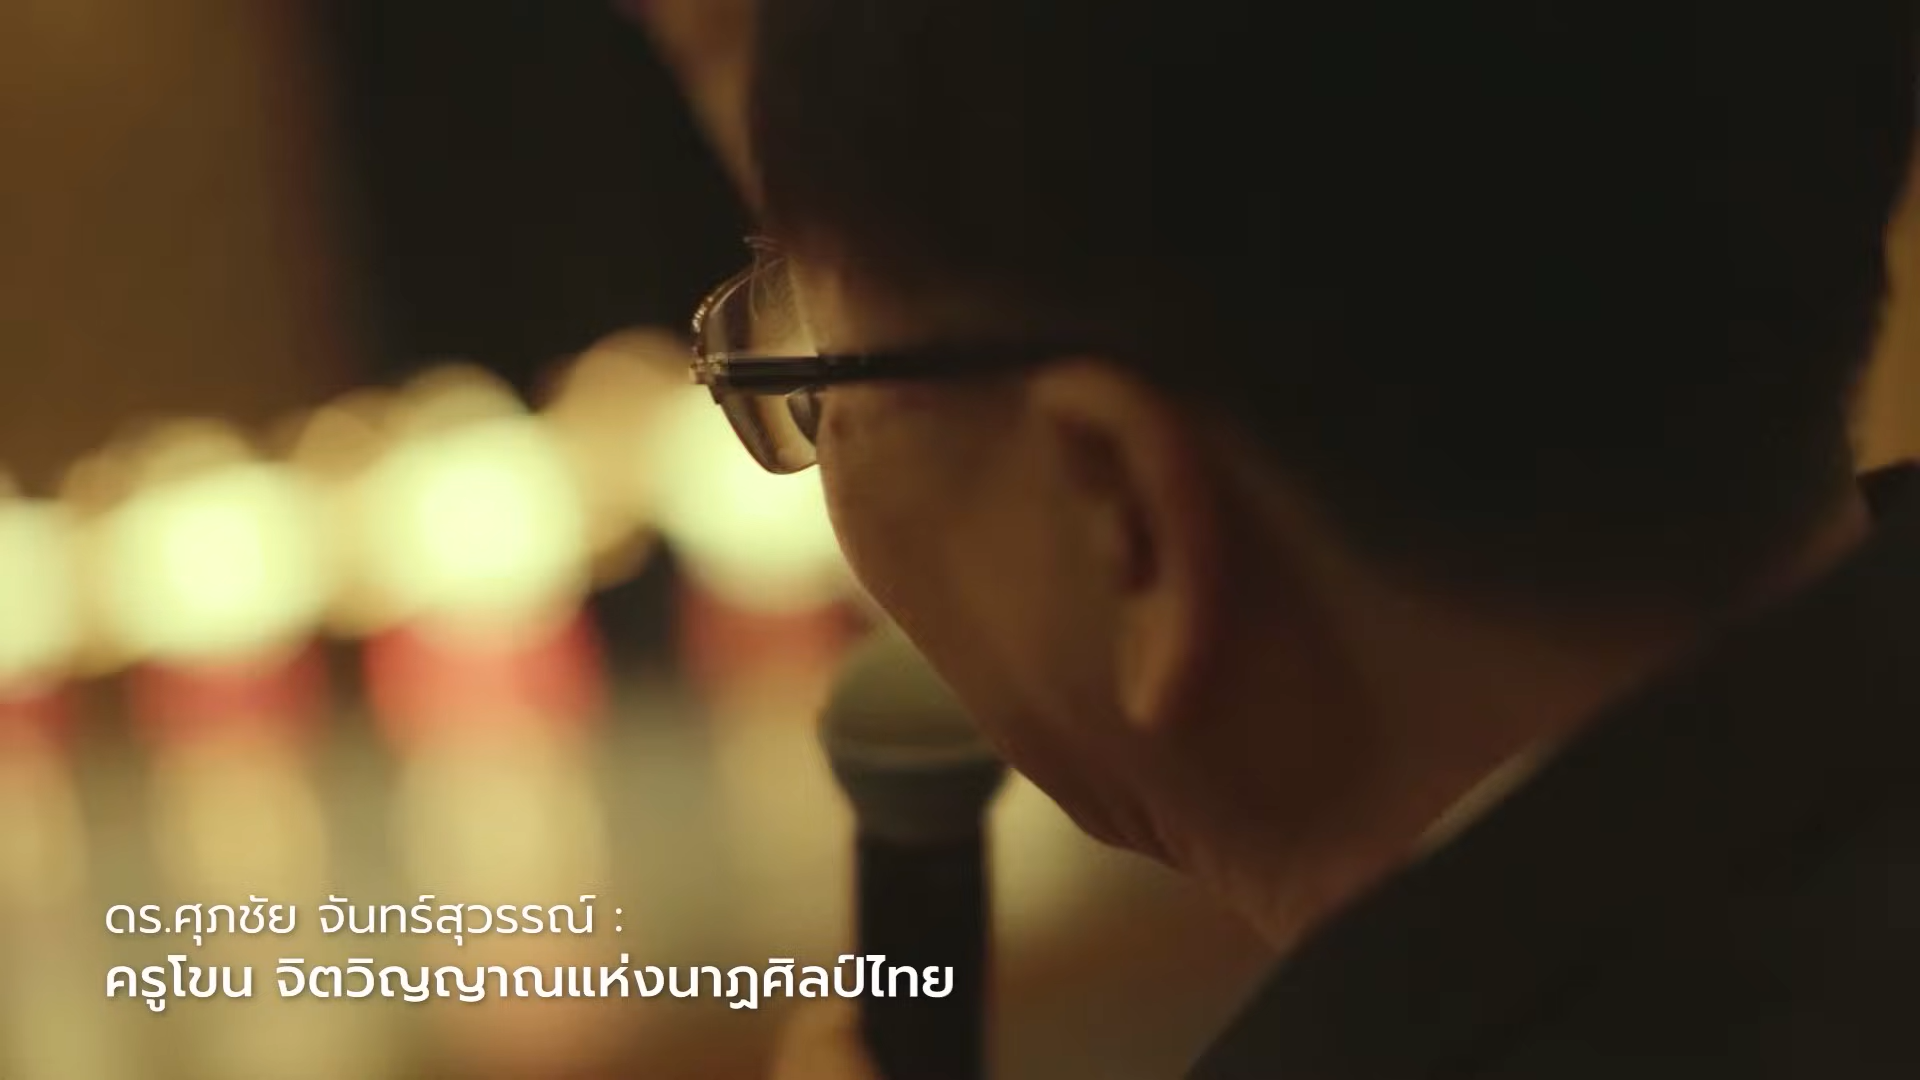 ดร.ศุภชัย จันทร์สุวรรณ์ :
ครูโขน จิตวิญญาณแห่งนาฏศิลป์ไทย